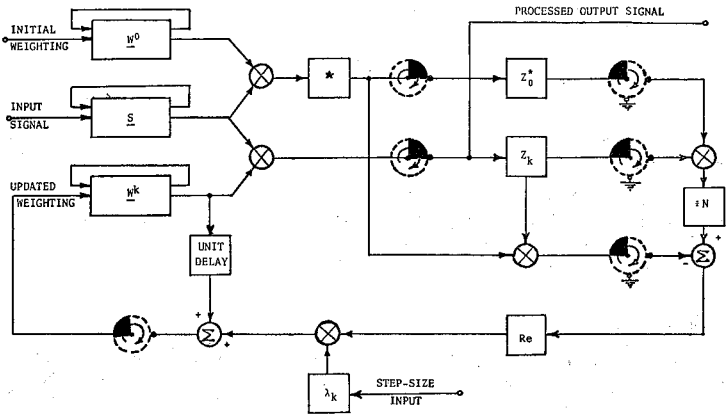 PROCESSED OUTPUT SIGNAL
INITIAL
WEIGHTING
W⁰
*
Z₀*
INPUT
SIGNAL
S
Zₖ
UPDATED
WEIGHTING
Wᵏ
÷N
UNIT
DELAY
+
-
Σ
+
Σ
+
Re
λₖ
STEP-SIZE
INPUT